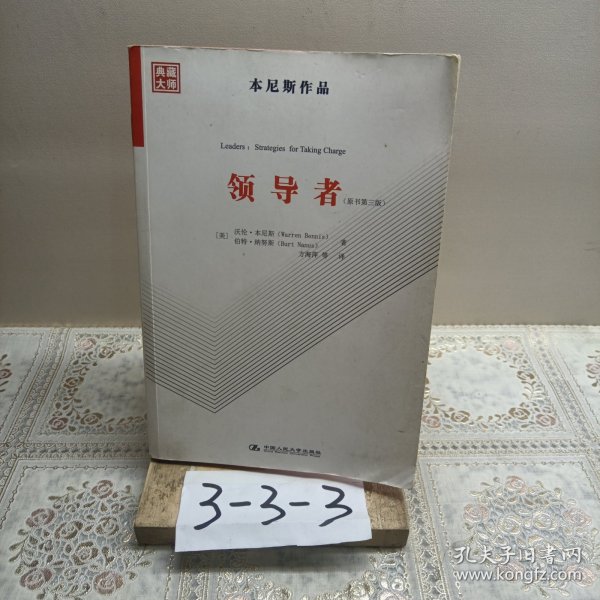 典藏
大师
本尼斯作品
Leaders: Strategies for Taking Charge
领导者(原书第三版)
[美] 沃伦·本尼斯(Warren Bennis)
伯特·纳努斯(Burt Nanus) 著
方海萍 等 译
中国人民大学出版社
3-3-3
孔夫子旧书网
www.kongfz.com